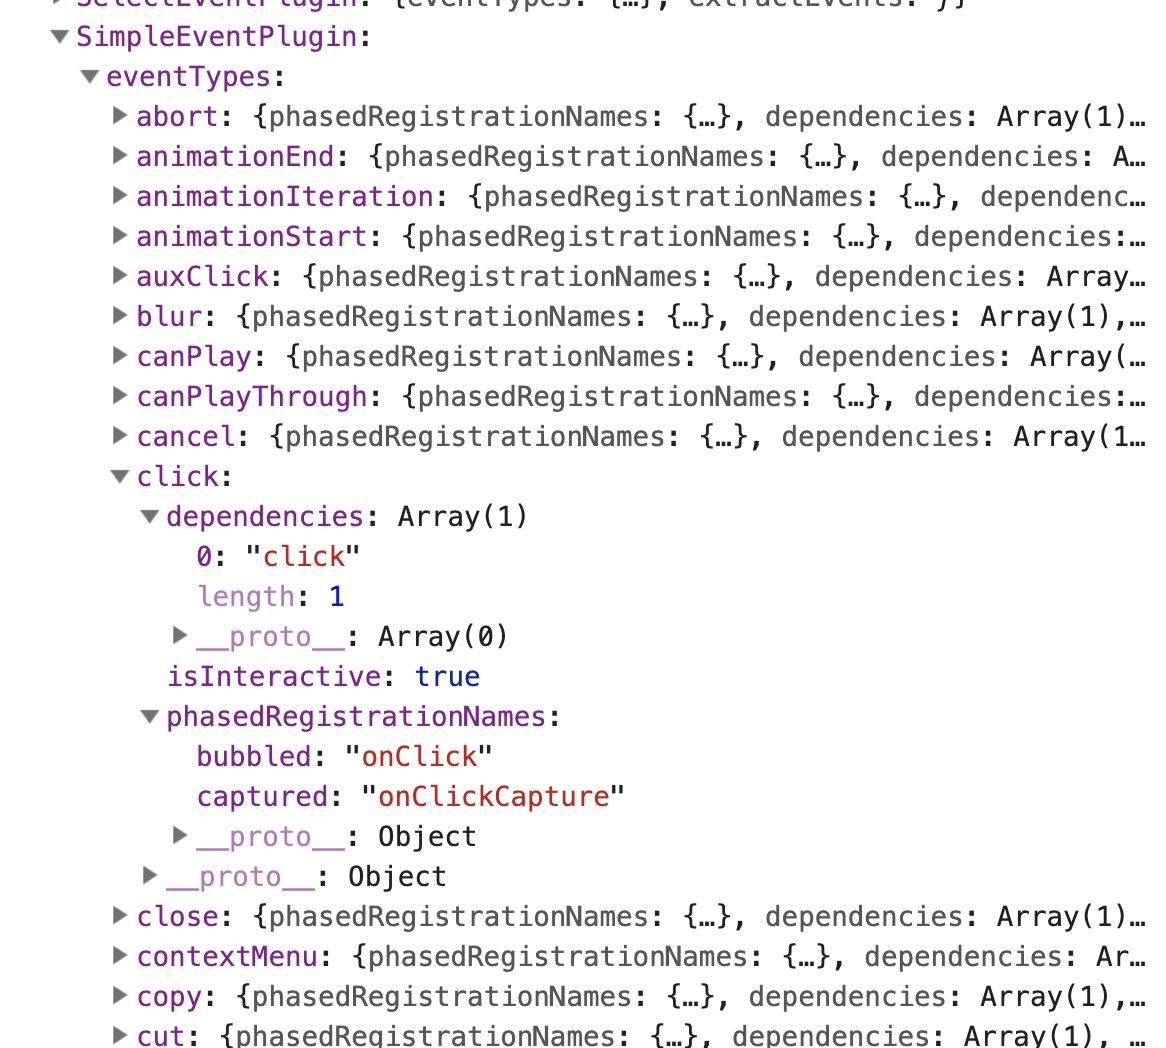 SelectEventPlugin: {eventTypes: {…}, extractEvents: ƒ}
SimpleEventPlugin:
eventTypes:
abort: {phasedRegistrationNames: {…}, dependencies: Array(1)…
animationEnd: {phasedRegistrationNames: {…}, dependencies: A…
animationIteration: {phasedRegistrationNames: {…}, dependenc…
animationStart: {phasedRegistrationNames: {…}, dependencies:…
auxClick: {phasedRegistrationNames: {…}, dependencies: Array…
blur: {phasedRegistrationNames: {…}, dependencies: Array(1),…
canPlay: {phasedRegistrationNames: {…}, dependencies: Array(…
canPlayThrough: {phasedRegistrationNames: {…}, dependencies:…
cancel: {phasedRegistrationNames: {…}, dependencies: Array(1…
click:
dependencies: Array(1)
0: "click"
length: 1
__proto__: Array(0)
isInteractive: true
phasedRegistrationNames:
bubbled: "onClick"
captured: "onClickCapture"
__proto__: Object
__proto__: Object
close: {phasedRegistrationNames: {…}, dependencies: Array(1)…
contextMenu: {phasedRegistrationNames: {…}, dependencies: Ar…
copy: {phasedRegistrationNames: {…}, dependencies: Array(1),…
cut: {phasedRegistrationNames: {…}, dependencies: Array(1), …